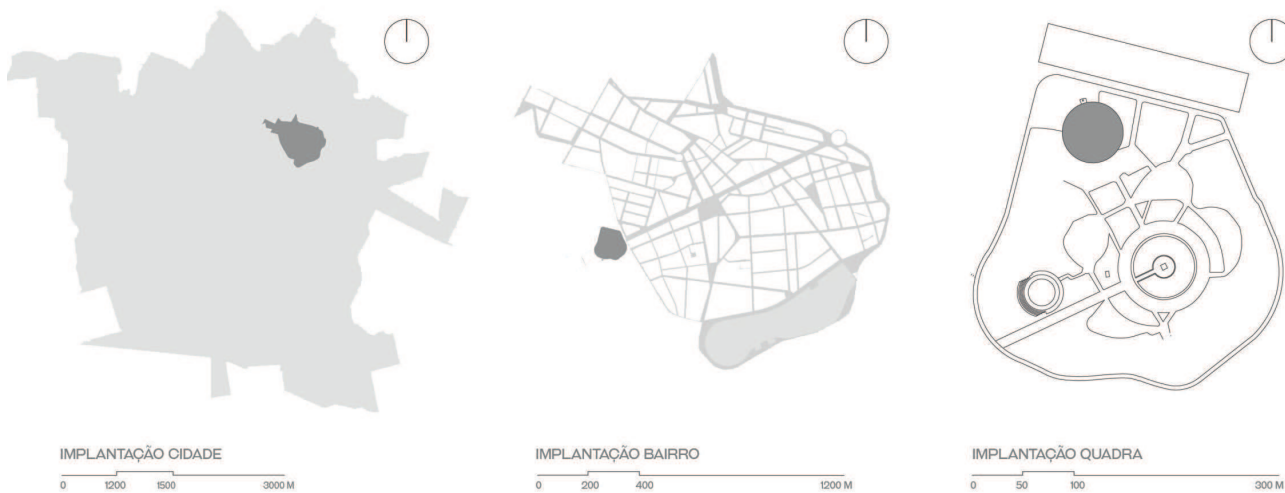 IMPLANTAÇÃO CIDADE
0 1200 1500 3000 M
IMPLANTAÇÃO BAIRRO
0 200 400 1200 M
IMPLANTAÇÃO QUADRA
0 50 100 300 M